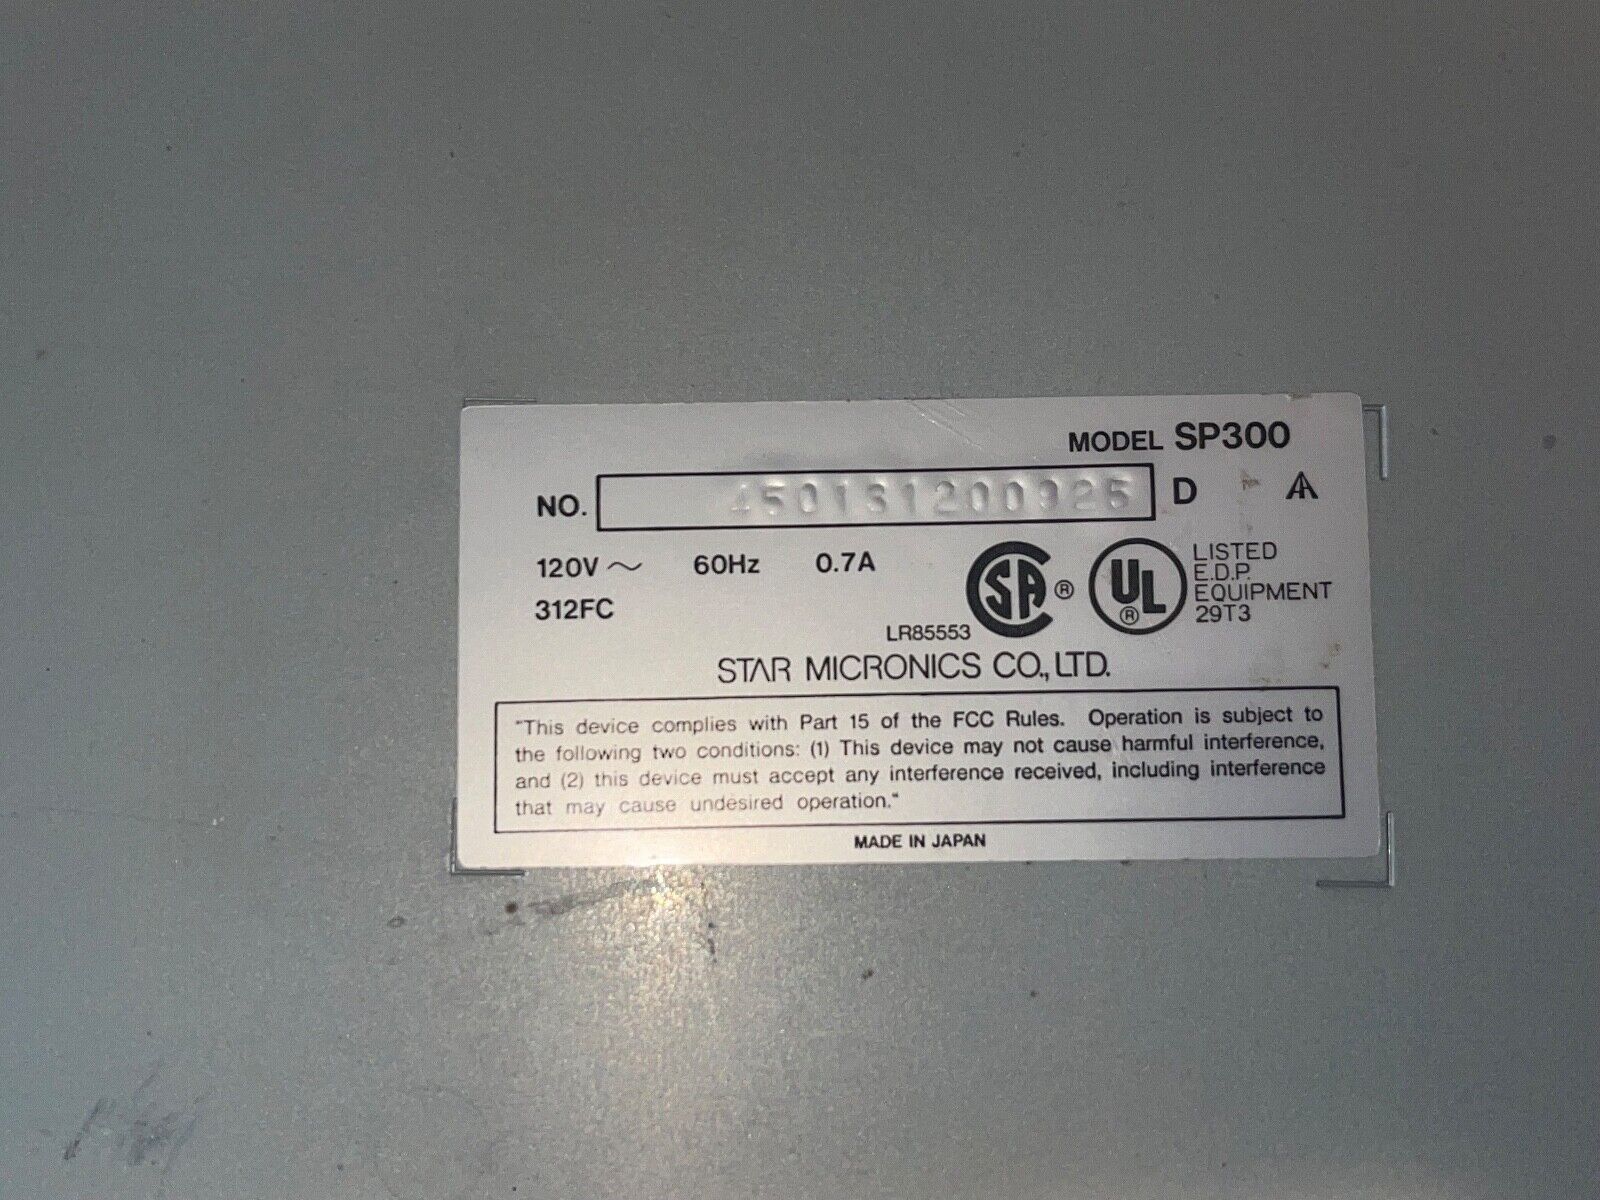 MODEL SP300
NO. 450131200926 D
120V ~ 60Hz 0.7A
312FC
LR85553
SA ®
UL ®
LISTED
E.D.P.
EQUIPMENT
29T3
STAR MICRONICS CO., LTD.
"This device complies with Part 15 of the FCC Rules. Operation is subject to
the following two conditions: (1) This device may not cause harmful interference,
and (2) this device must accept any interference received, including interference
that may cause undesired operation."
MADE IN JAPAN